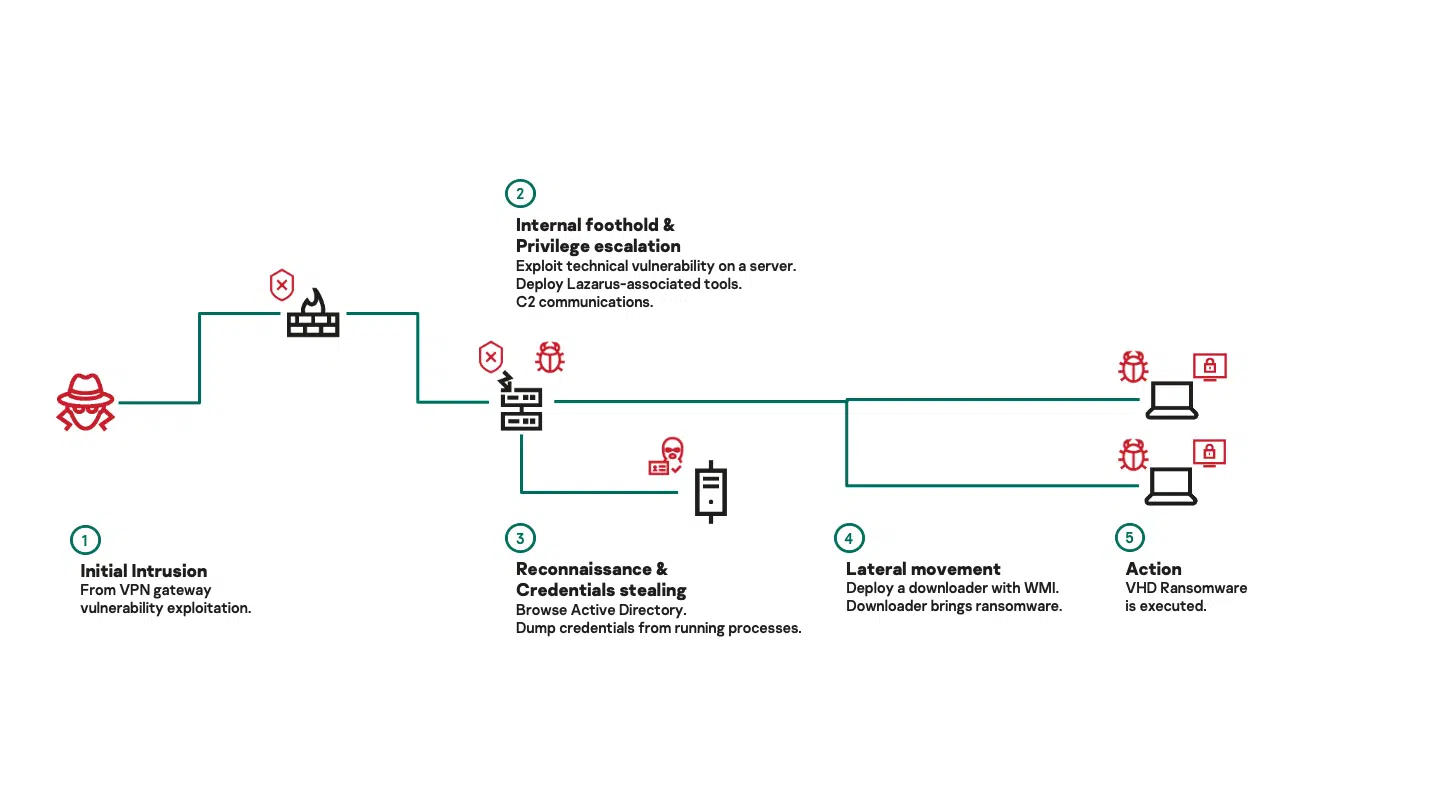 2
Internal foothold &
Privilege escalation
Exploit technical vulnerability on a server.
Deploy Lazarus-associated tools.
C2 communications.
1
Initial Intrusion
From VPN gateway
vulnerability exploitation.
3
Reconnaissance &
Credentials stealing
Browse Active Directory.
Dump credentials from running processes.
4
Lateral movement
Deploy a downloader with WMI.
Downloader brings ransomware.
5
Action
VHD Ransomware
is executed.